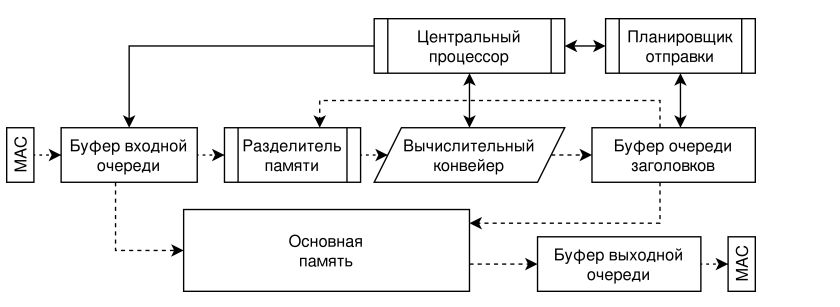 Центральный
процессор
Планировщик
отправки
MAC
Буфер входной
очереди
Разделитель
памяти
Вычислительный
конвейер
Буфер очереди
заголовков
Основная
память
Буфер выходной
очереди
MAC